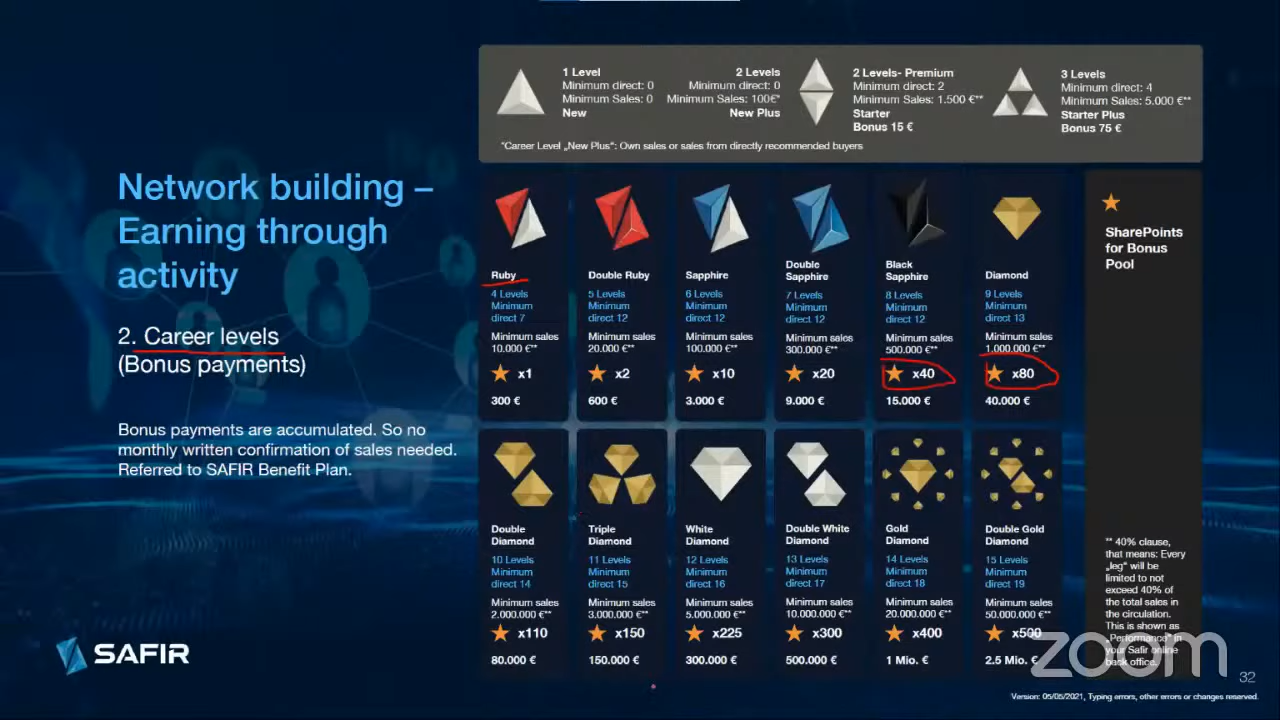 Network building –
Earning through
activity
2. Career levels
(Bonus payments)
Bonus payments are accumulated. So no
monthly written confirmation of sales needed.
Referred to SAFIR Benefit Plan.
SAFIR
1 Level
Minimum direct: 0
Minimum Sales: 0
New
2 Levels
Minimum direct: 0
Minimum Sales: 100€*
New Plus
2 Levels- Premium
Minimum direct: 2
Minimum Sales: 1.500 €**
Starter
Bonus 15 €
3 Levels
Minimum direct: 4
Minimum Sales: 5.000 €**
Starter Plus
Bonus 75 €
*Career Level „New Plus“: Own sales or sales from directly recommended buyers
Ruby
4 Levels
Minimum
direct 7
Minimum sales
10.000 €**
x1
300 €
Double Ruby
5 Levels
Minimum
direct 12
Minimum sales
20.000 €**
x2
600 €
Sapphire
6 Levels
Minimum
direct 12
Minimum sales
100.000 €**
x10
3.000 €
Double
Sapphire
7 Levels
Minimum
direct 12
Minimum sales
300.000 €**
x20
9.000 €
Black
Sapphire
8 Levels
Minimum
direct 12
Minimum sales
500.000 €**
x40
15.000 €
Diamond
9 Levels
Minimum
direct 13
Minimum sales
1.000.000 €**
x80
40.000 €
SharePoints
for Bonus
Pool
Double
Diamond
10 Levels
Minimum
direct 14
Minimum sales
2.000.000 €**
x110
80.000 €
Triple
Diamond
11 Levels
Minimum
direct 15
Minimum sales
3.000.000 €**
x150
150.000 €
White
Diamond
12 Levels
Minimum
direct 16
Minimum sales
5.000.000 €**
x225
300.000 €
Double White
Diamond
13 Levels
Minimum
direct 17
Minimum sales
10.000.000 €**
x300
500.000 €
Gold
Diamond
14 Levels
Minimum
direct 18
Minimum sales
20.000.000 €**
x400
1 Mio. €
Double Gold
Diamond
15 Levels
Minimum
direct 19
Minimum sales
50.000.000 €**
x500
2.5 Mio. €
** 40% clause,
that means: Every
„leg“ will be
limited to not
exceed 40% of
the total sales in
the circulation.
This is shown as
„Performance“ in
your Safir online
back office.
zoom
32
Version: 05/05/2021, Typing errors, other errors or changes reserved.